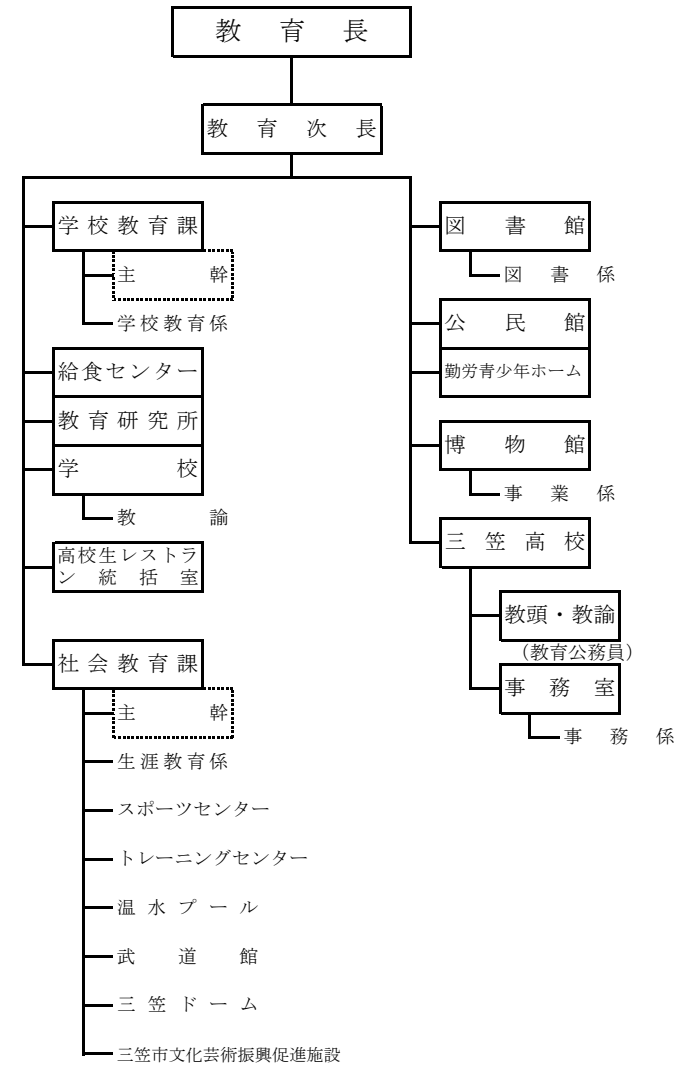 教育長
教育次長
学校教育課
主幹
学校教育係
給食センター
教育研究所
学校
教諭
高校生レストラ
ン統括室
社会教育課
主幹
生涯教育係
スポーツセンター
トレーニングセンター
温水プール
武道館
三笠ドーム
三笠市文化芸術振興促進施設
図書館
図書係
公民館
勤労青少年ホーム
博物館
事業係
三笠高校
教頭・教諭
（教育公務員）
事務室
事務係